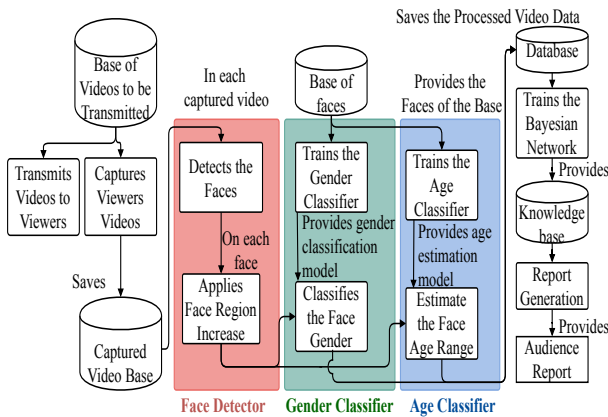 Saves the Processed Video Data
Base of
Videos to be
Transmitted
In each
captured video
Base of
faces
Provides the
Faces of the Base
Database
Transmits
Videos to
Viewers
Captures
Viewers
Videos
Detects the
Faces
Trains the
Gender
Classifier
Trains the
Age
Classifier
Trains the
Bayesian
Network
Provides
On each
face
Provides gender
classification
model
Provides age
estimation
model
Knowledge
base
Saves
Captured
Video Base
Applies
Face Region
Increase
Classifies
the Face
Gender
Estimate
the Face
Age Range
Report
Generation
Provides
Audience
Report
Face Detector
Gender Classifier
Age Classifier